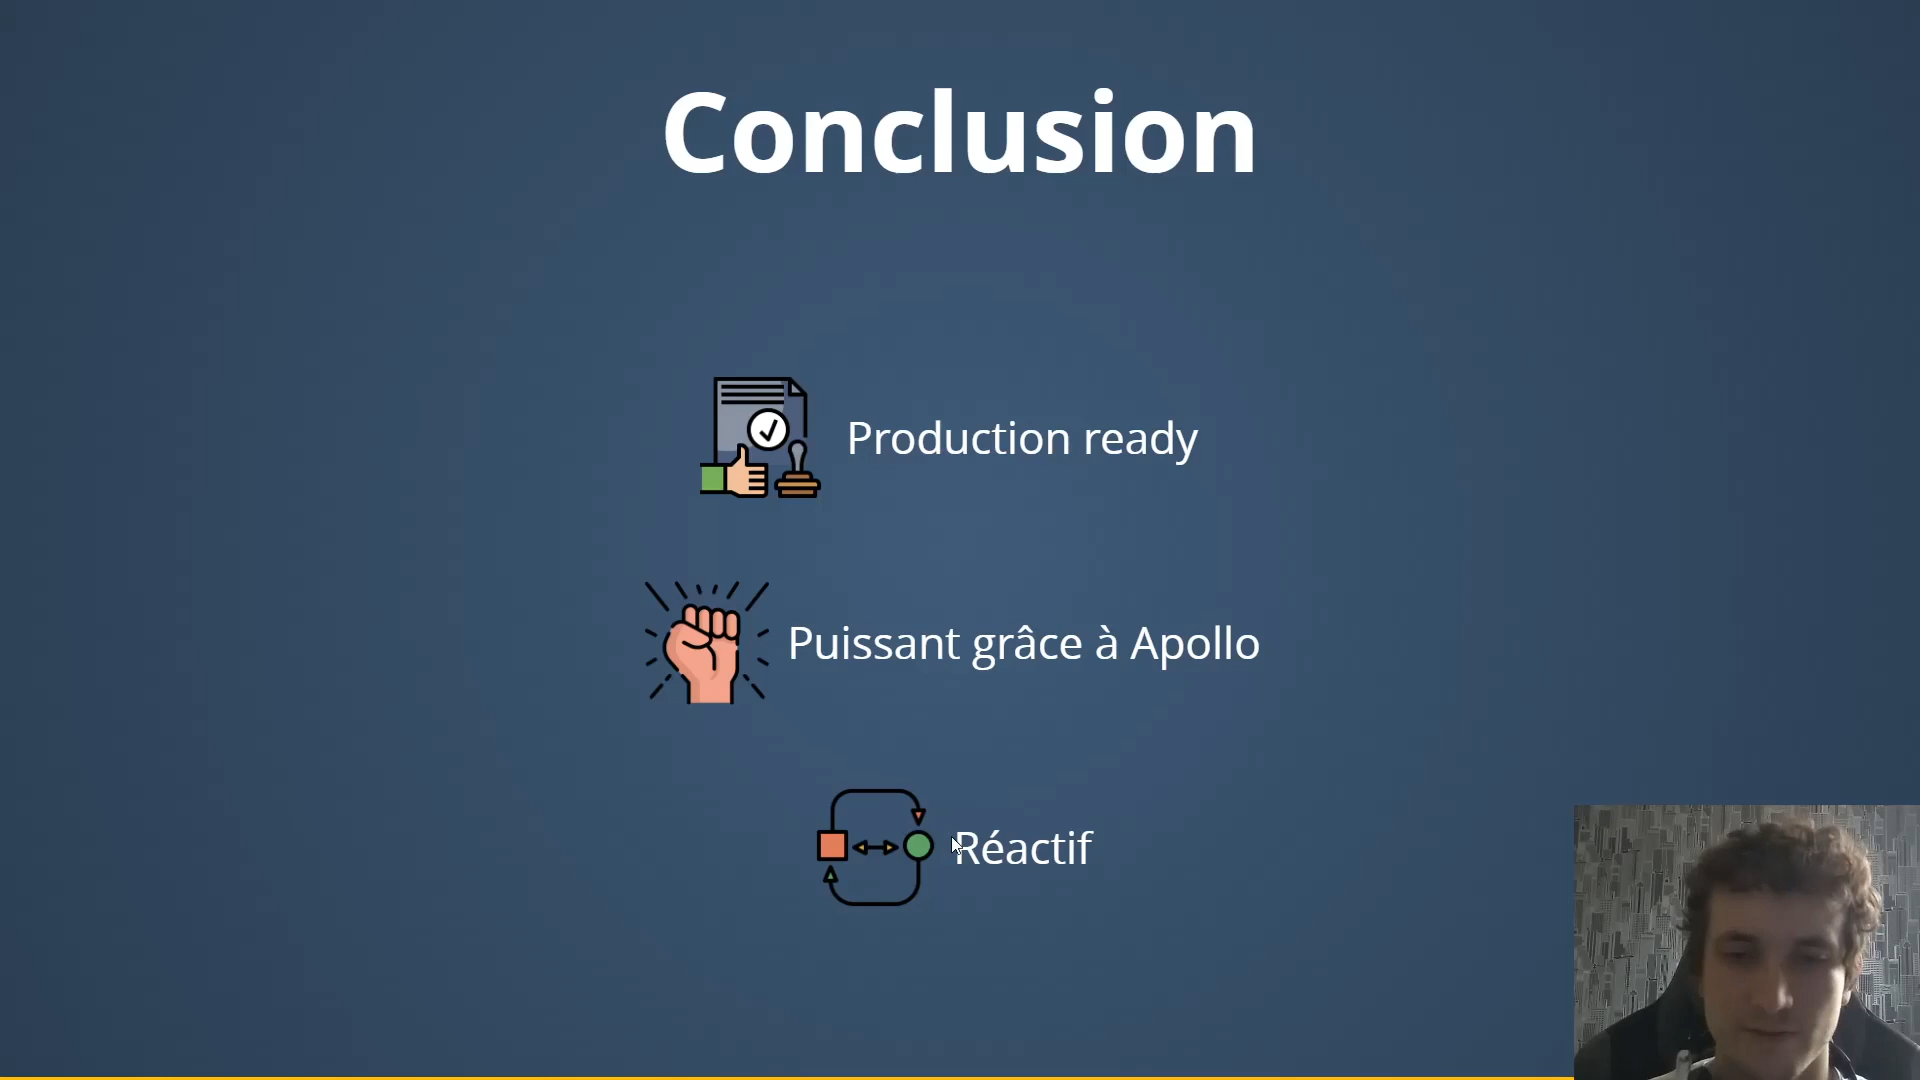 Conclusion
Production ready
Puissant grâce à Apollo
Réactif